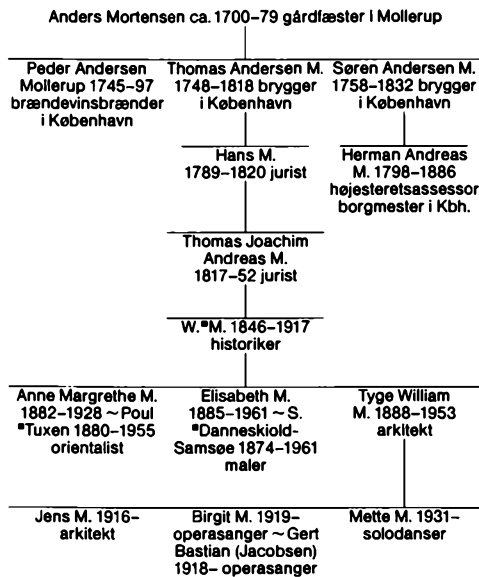 Anders Mortensen ca. 1700–79 gårdfæster i Mollerup
Peder Andersen
Mollerup 1745–97
brændevinsbrænder
i København
Thomas Andersen M.
1748–1818 brygger
i København
Søren Andersen M.
1758–1832 brygger
i København
Hans M.
1789–1820 jurist
Herman Andreas
M. 1798–1886
højesteretsassessor
borgmester i Kbh.
Thomas Joachim
Andreas M.
1817–52 jurist
W.*M. 1846–1917
historiker
Anne Margrethe M.
1882–1928 ~ Poul
*Tuxen 1880–1955
orientalist
Elisabeth M.
1885–1961 ~ S.
*Danneskiold-
Samsøe 1874–1961
maler
Tyge William
M. 1888–1953
arkitekt
Jens M. 1916–
arkitekt
Birgit M. 1919–
operasanger ~ Gert
Bastian (Jacobsen)
1918– operasanger
Mette M. 1931–
solodanser